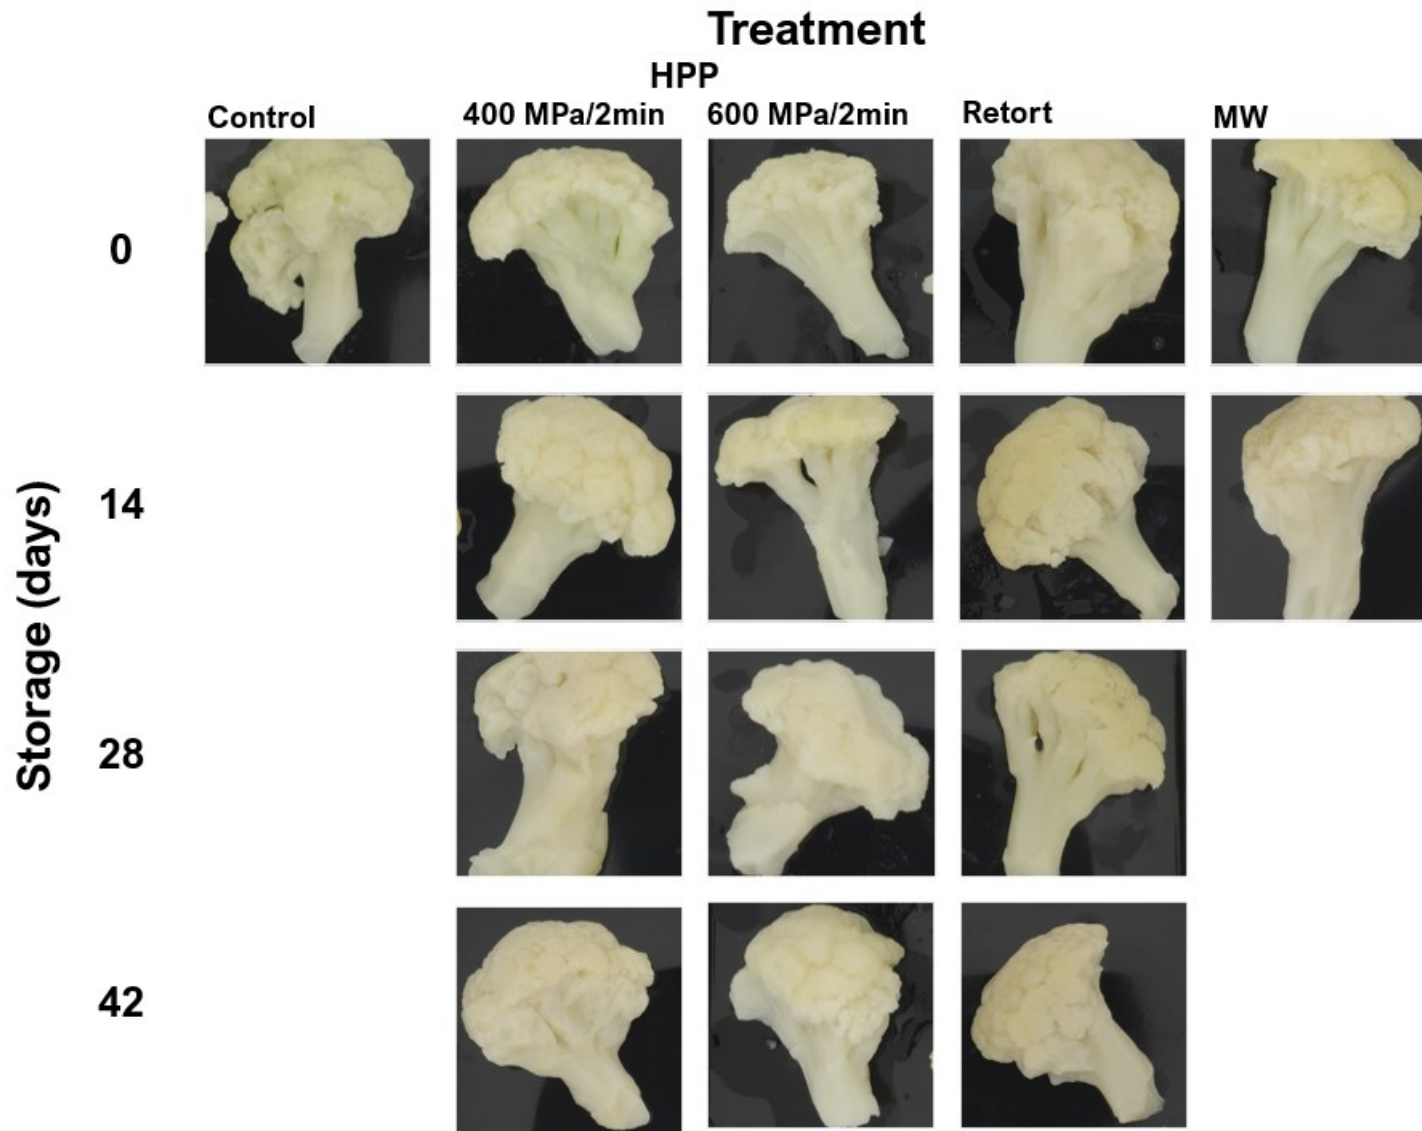 Treatment
HPP
Control
400 MPa/2min
600 MPa/2min
Retort
MW
Storage (days)
0
14
28
42